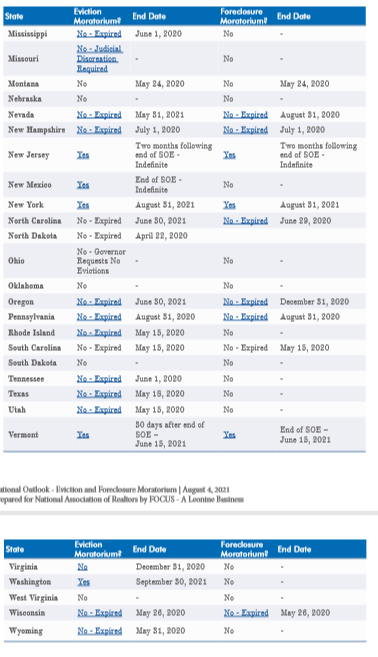 State Eviction Moratorium? End Date Foreclosure Moratorium? End Date
Mississippi No - Expired June 1, 2020 No -
Missouri No - Judicial Discreation Required - No -
Montana No May 24, 2020 No May 24, 2020
Nebraska No - No -
Nevada No - Expired May 31, 2021 No - Expired August 31, 2020
New Hampshire No - Expired July 1, 2020 No - Expired July 1, 2020
New Jersey Yes Two months following end of SOE - Indefinite Yes Two months following end of SOE - Indefinite
New Mexico Yes End of SOE - Indefinite No -
New York Yes August 31, 2021 Yes August 31, 2021
North Carolina No - Expired June 30, 2021 No - Expired June 29, 2020
North Dakota No - Expired April 22, 2020
Ohio No - Governor Requests No Evictions - No -
Oklahoma No - No -
Oregon No - Expired June 30, 2021 No - Expired December 31, 2020
Pennsylvania No - Expired August 31, 2020 No - Expired August 31, 2020
Rhode Island No - Expired May 15, 2020 No -
South Carolina No - Expired May 15, 2020 No - Expired May 15, 2020
South Dakota No - No -
Tennessee No - Expired June 1, 2020 No -
Texas No - Expired May 18, 2020 No -
Utah No - Expired May 15, 2020 No -
Vermont Yes 30 days after end of SOE – June 15, 2021 Yes End of SOE – June 15, 2021
ational Outlook - Eviction and Foreclosure Moratorium | August 4, 2021
epared for National Association of Realtors by FOCUS - A Leonine Business
State Eviction Moratorium? End Date Foreclosure Moratorium? End Date
Virginia No December 31, 2020 No -
Washington Yes September 30, 2021 No -
West Virginia No - No -
Wisconsin No - Expired May 26, 2020 No - Expired May 26, 2020
Wyoming No - Expired May 31, 2020 No -